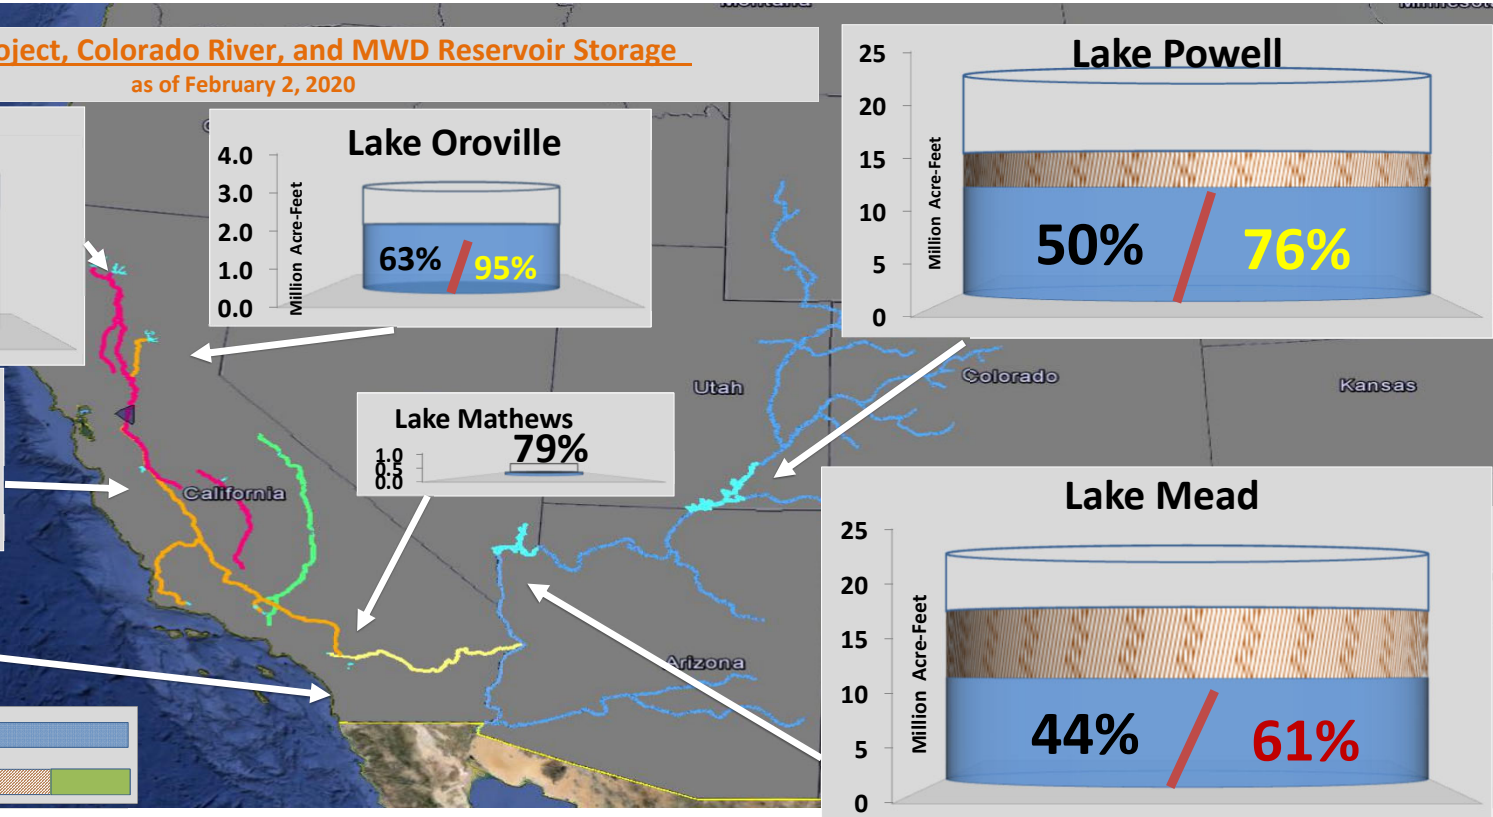 oject, Colorado River, and MWD Reservoir Storage
as of February 2, 2020
Montana
Lake Powell
25
20
15
10
5
0
Million Acre-Feet
50% / 76%
Lake Oroville
4.0
3.0
2.0
1.0
0.0
Million Acre-Feet
63% / 95%
Utah
Colorado
Kansas
Lake Mathews
79%
1.0
0.5
0.0
California
Arizona
Lake Mead
25
20
15
10
5
0
Million Acre-Feet
44% / 61%